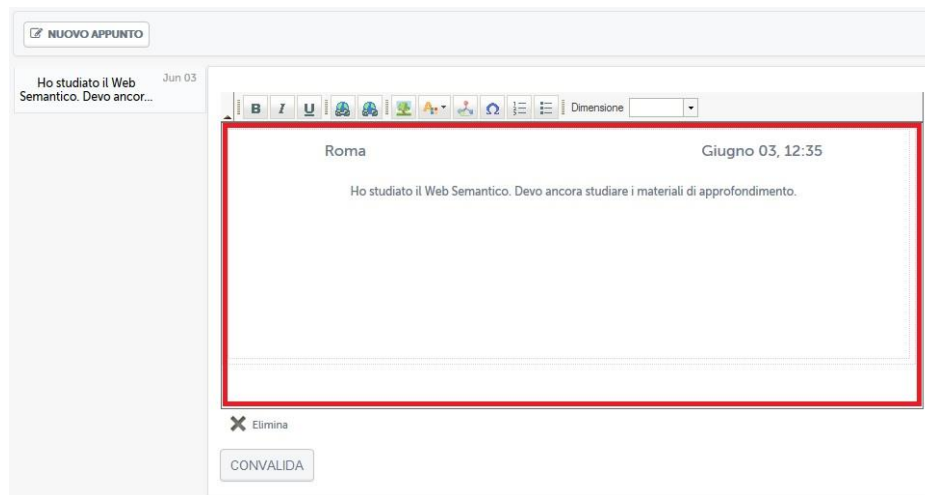 NUOVO APPUNTO
Ho studiato il Web
Semantico. Devo ancor...
Jun 03
B I U A Ω Dimensione
Roma
Giugno 03, 12:35
Ho studiato il Web Semantico. Devo ancora studiare i materiali di approfondimento.
Elimina
CONVALIDA